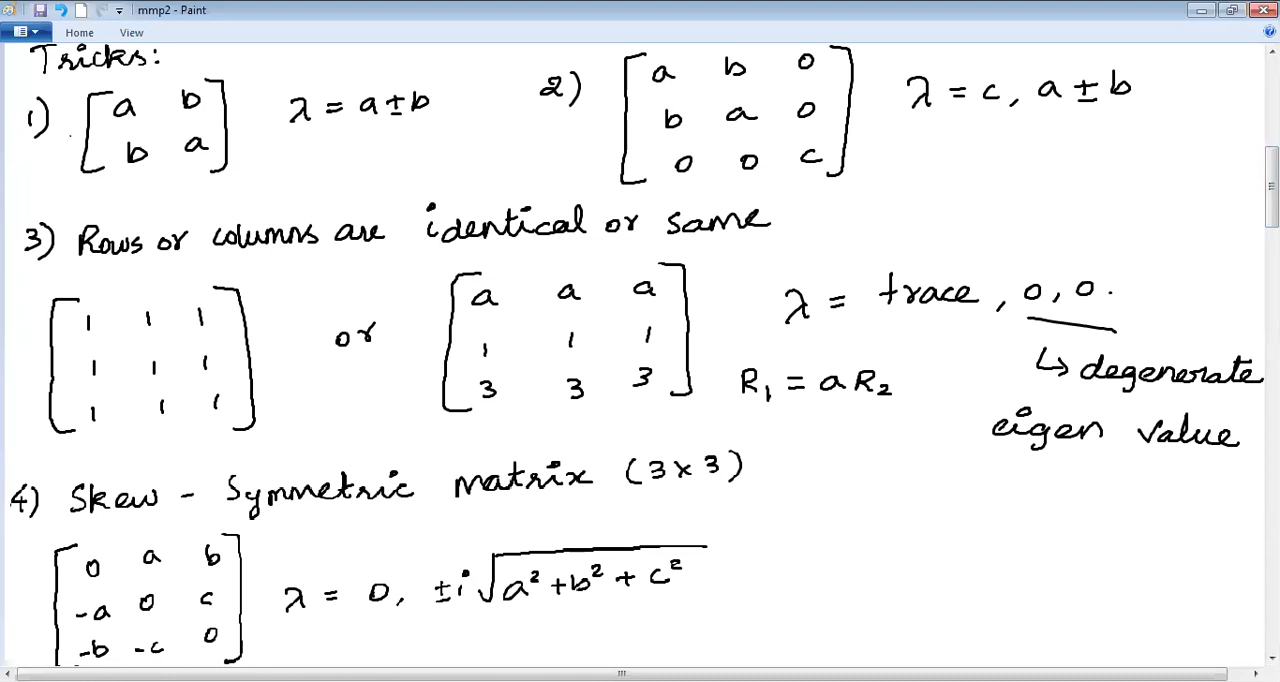 mmp2 - Paint
Home View
Tricks:
1) [a b
b a] λ = a ± b
2) [a b 0
b a 0
0 0 c] λ = c, a ± b
3) Rows or columns are identical or same
[1 1 1
1 1 1
1 1 1]
or
[a a a
1 1 1
3 3 3]
λ = trace, 0, 0.
↳ degenerate
eigen value
R₁ = a R₂
4) Skew - Symmetric matrix (3 x 3)
[0 a b
-a 0 c
-b -c 0] λ = 0, ±i √(a² + b² + c²)